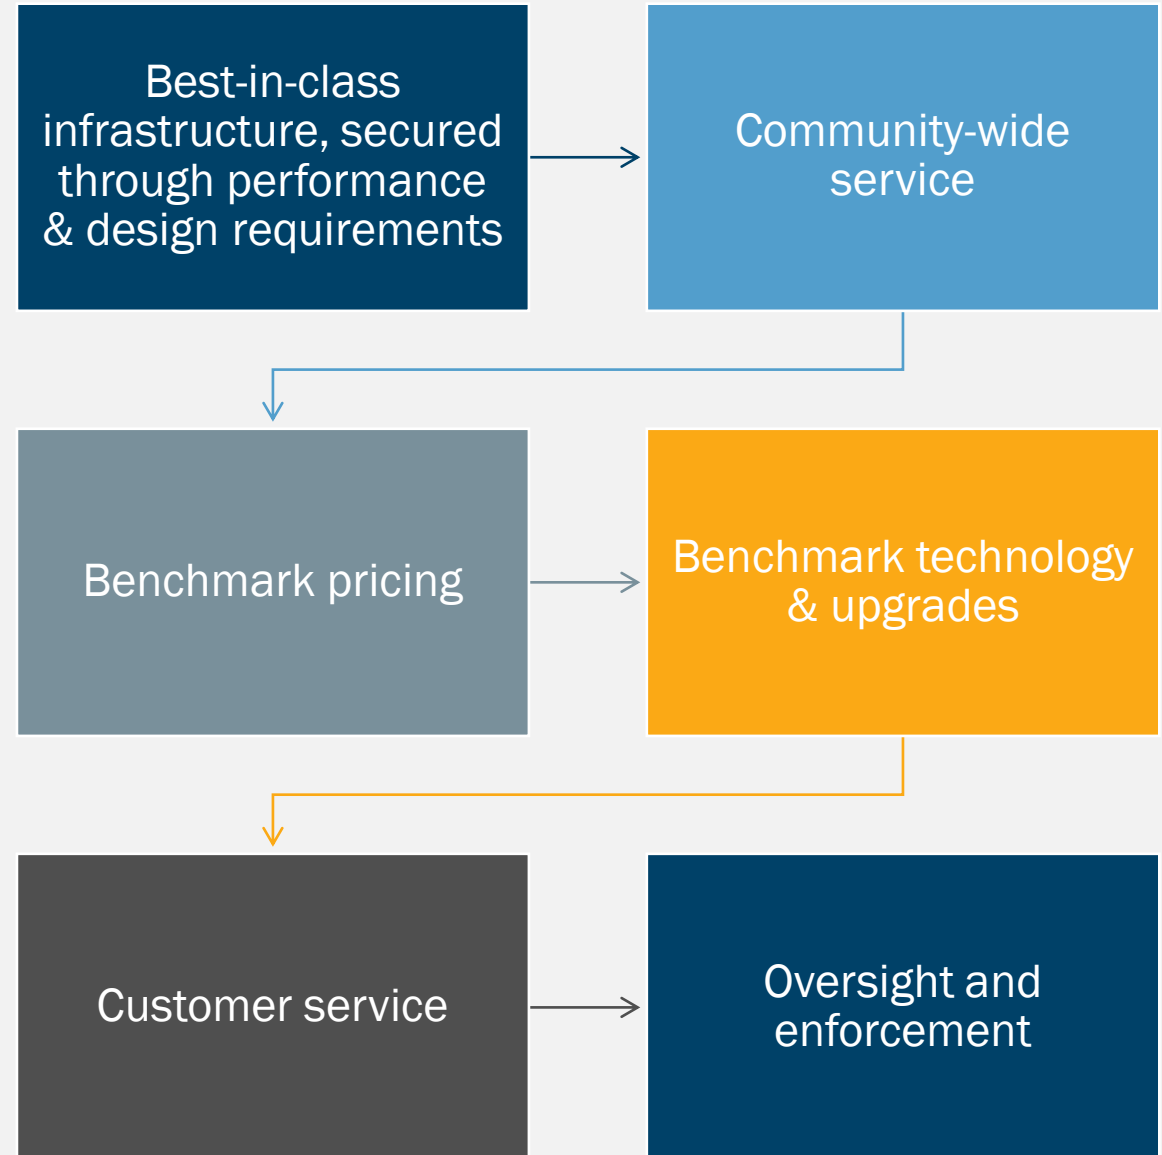 Best-in-class
infrastructure, secured
through performance
& design requirements
Community-wide
service
Benchmark pricing
Benchmark technology
& upgrades
Customer service
Oversight and
enforcement